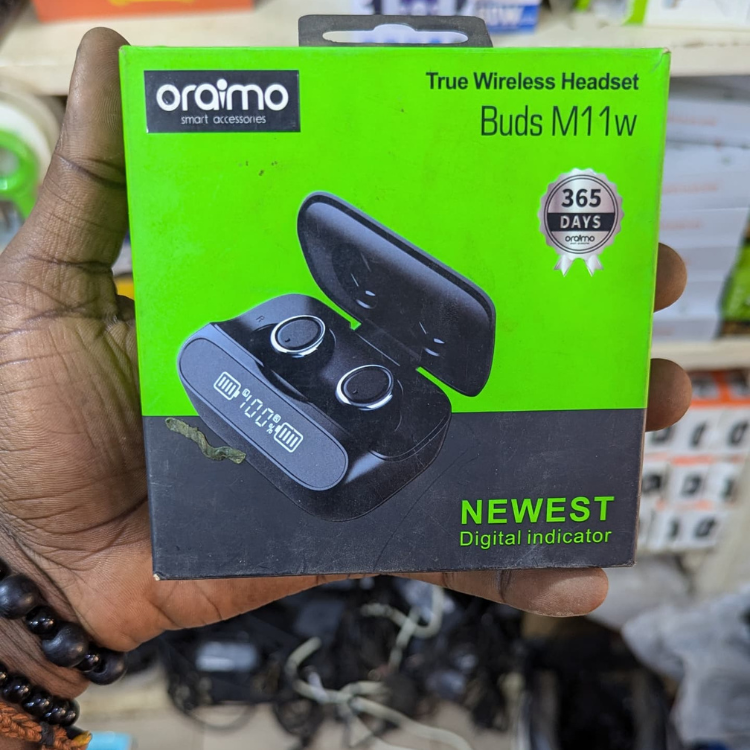 oraimo
smart accessories
True Wireless Headset
Buds M11w
365
DAYS
oraimo
R
100%
NEWEST
Digital indicator